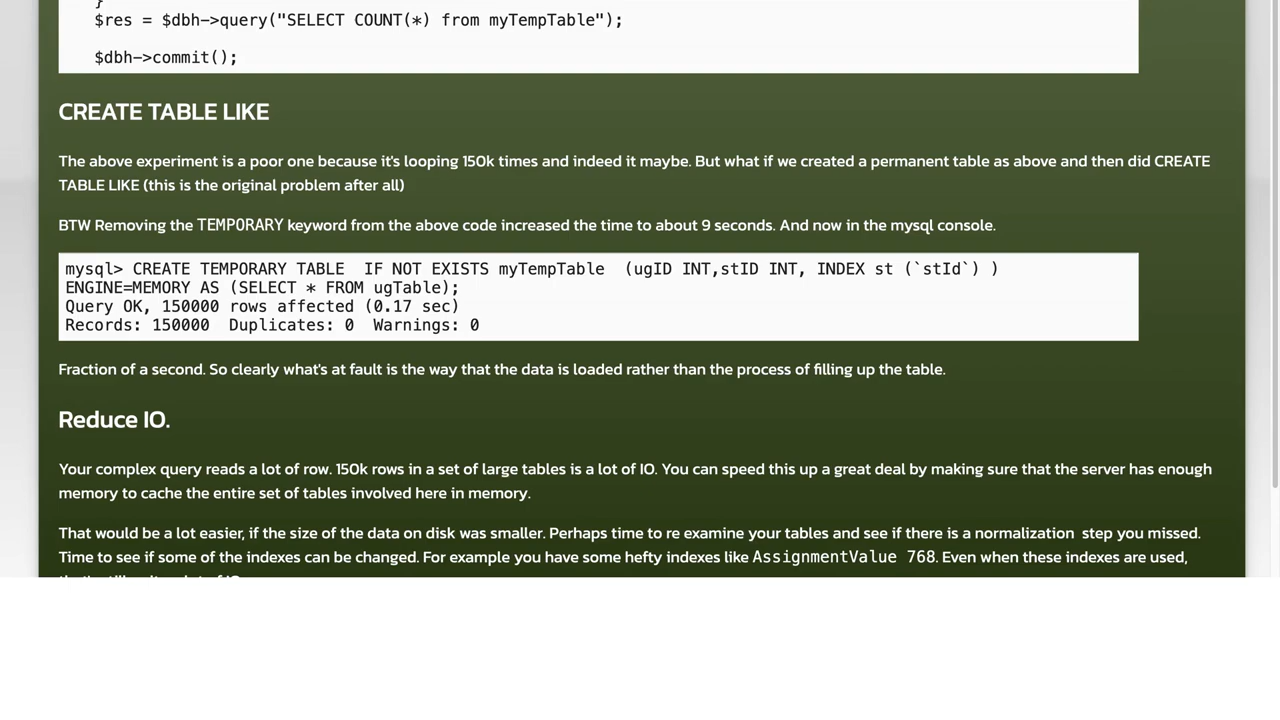 }
$res = $dbh->query("SELECT COUNT(*) from myTempTable");
$dbh->commit();
CREATE TABLE LIKE
The above experiment is a poor one because it's looping 150k times and indeed it maybe. But what if we created a permanent table as above and then did CREATE
TABLE LIKE (this is the original problem after all)
BTW Removing the TEMPORARY keyword from the above code increased the time to about 9 seconds. And now in the mysql console.
mysql> CREATE TEMPORARY TABLE  IF NOT EXISTS myTempTable  (ugID INT,stID INT, INDEX st (`stId`) )
ENGINE=MEMORY AS (SELECT * FROM ugTable);
Query OK, 150000 rows affected (0.17 sec)
Records: 150000  Duplicates: 0  Warnings: 0
Fraction of a second. So clearly what's at fault is the way that the data is loaded rather than the process of filling up the table.
Reduce IO.
Your complex query reads a lot of row. 150k rows in a set of large tables is a lot of IO. You can speed this up a great deal by making sure that the server has enough
memory to cache the entire set of tables involved here in memory.
That would be a lot easier, if the size of the data on disk was smaller. Perhaps time to re examine your tables and see if there is a normalization  step you missed.
Time to see if some of the indexes can be changed. For example you have some hefty indexes like AssignmentValue 768. Even when these indexes are used,